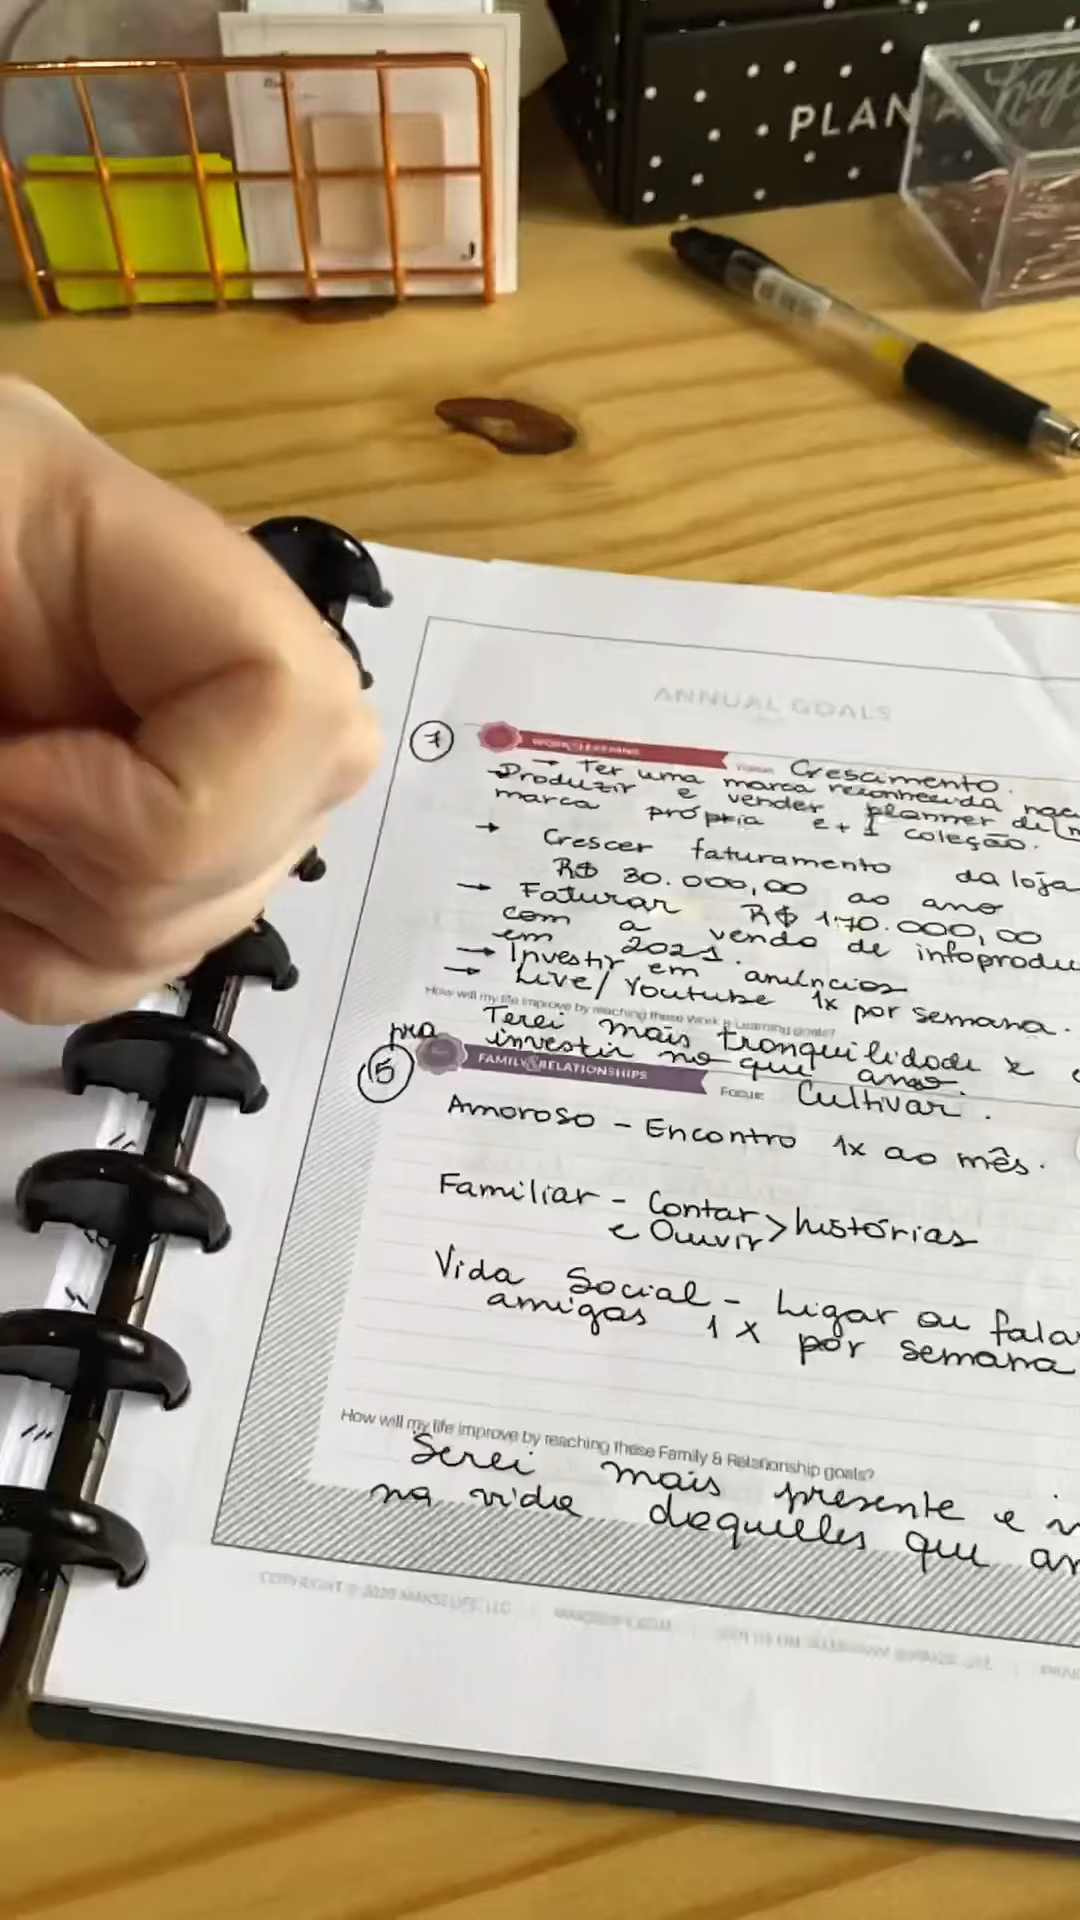 PLAN
hap
ANNUAL GOALS
1
Crescimento.
→ Ter uma marca reconhecida
→ Produzir e vender planner de
marca própria e + 1 coleção.
→ Crescer faturamento da loja
R$ 30.000,00 ao ano
→ Faturar R$ 170.000,00
com a venda de
em 2021.
→ Investir em anúncios
→ Live/Youtube 1x por semana.
How will my life improve by reaching these Work & Learning goals?
Terei mais tranquilidade e
pra investir no que amo.
5
FAMILY & RELATIONSHIPS
Focus: Cultivar.
Amoroso - Encontro 1x ao mês.
Familiar - Contar > histórias
e Ouvir
Vida Social - Ligar ou
amigas 1x por semana
How will my life improve by reaching these Family & Relationship goals?
Serei mais presente e
na vida daqueles que